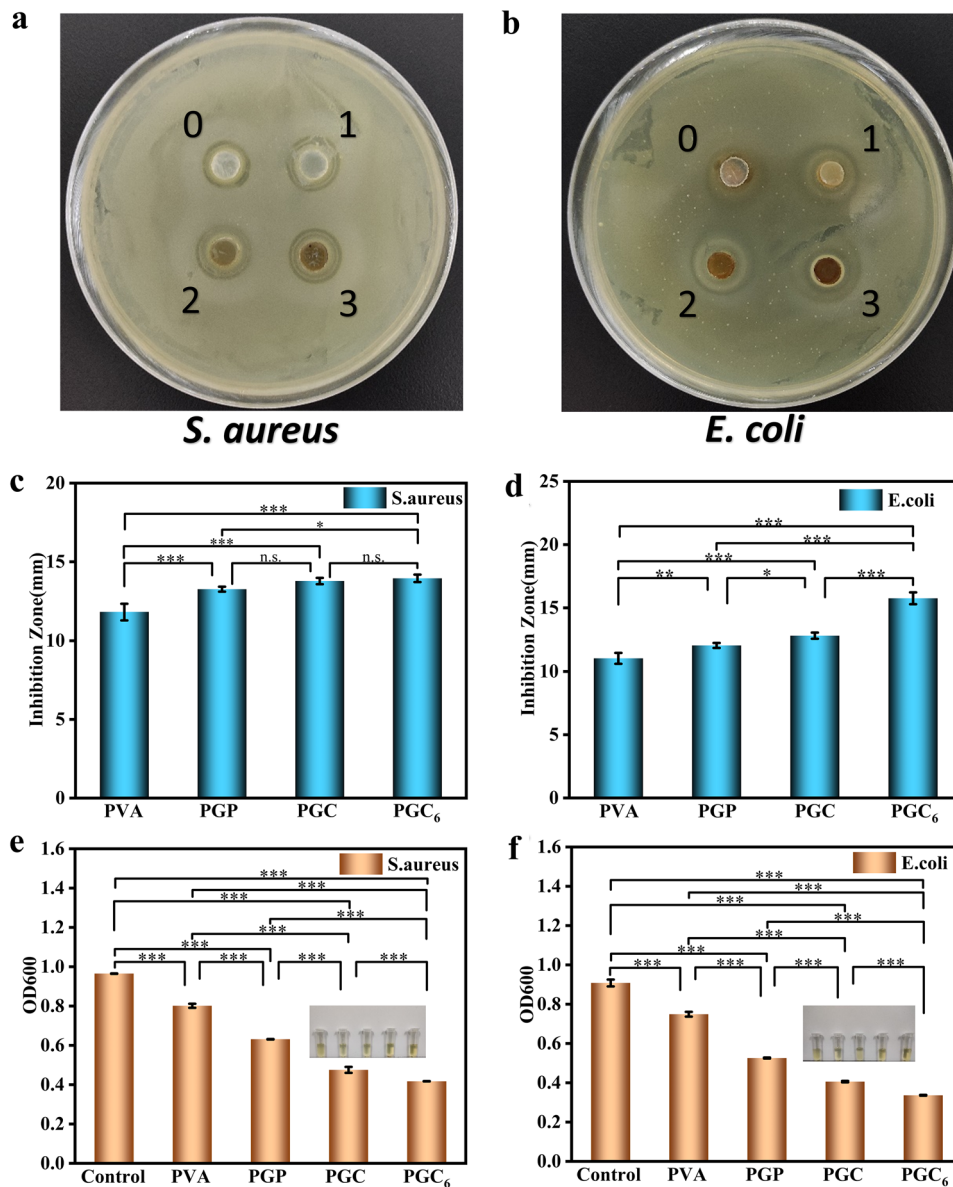 a
b
0 1
2 3
0 1
2 3
S. aureus
E. coli
c
d
20
15
10
5
0
Inhibition Zone(mm)
S.aureus
***
*
***
***
n.s.
n.s.
PVA PGP PGC PGC₆
25
20
15
10
5
0
Inhibition Zone(mm)
E.coli
***
***
***
**
*
***
PVA PGP PGC PGC₆
e
f
1.6
1.4
1.2
1.0
0.8
0.6
0.4
0.2
0.0
OD600
S.aureus
***
***
***
***
***
***
*** *** *** ***
Control PVA PGP PGC PGC₆
1.6
1.4
1.2
1.0
0.8
0.6
0.4
0.2
0.0
OD600
E.coli
***
***
***
***
***
***
*** *** *** ***
Control PVA PGP PGC PGC₆